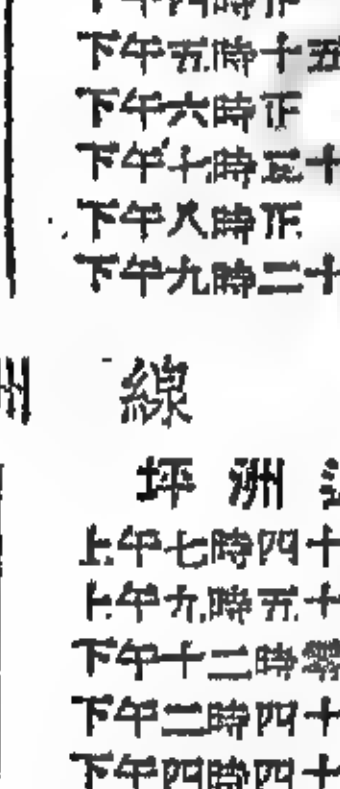 下午五時十五
下午六時正
下午七時十
下午八時正
下午九時二十
線
坪洲
上午七時四十
上午九時五十
下午十二時
下午二時四十
下午四時四十